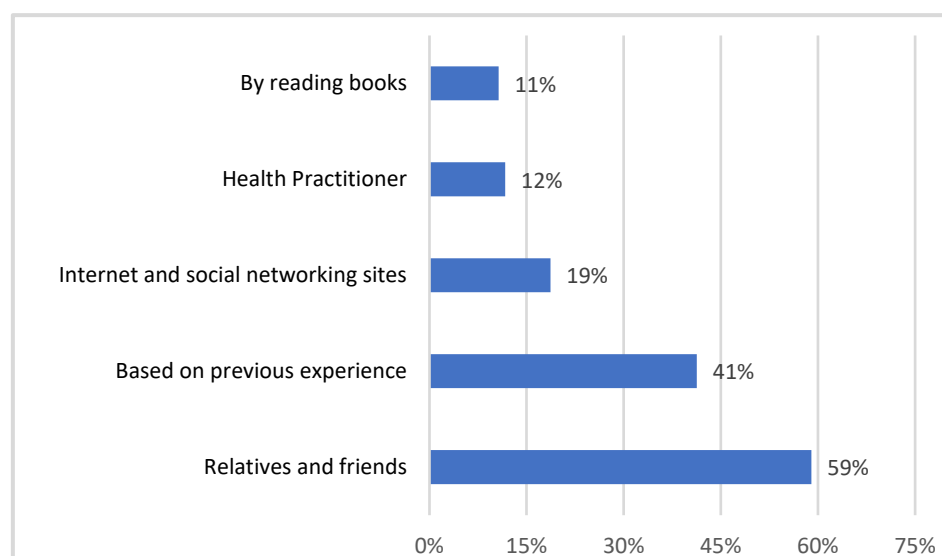 By reading books 11%
Health Practitioner 12%
Internet and social networking sites 19%
Based on previous experience 41%
Relatives and friends 59%
0% 15% 30% 45% 60% 75%